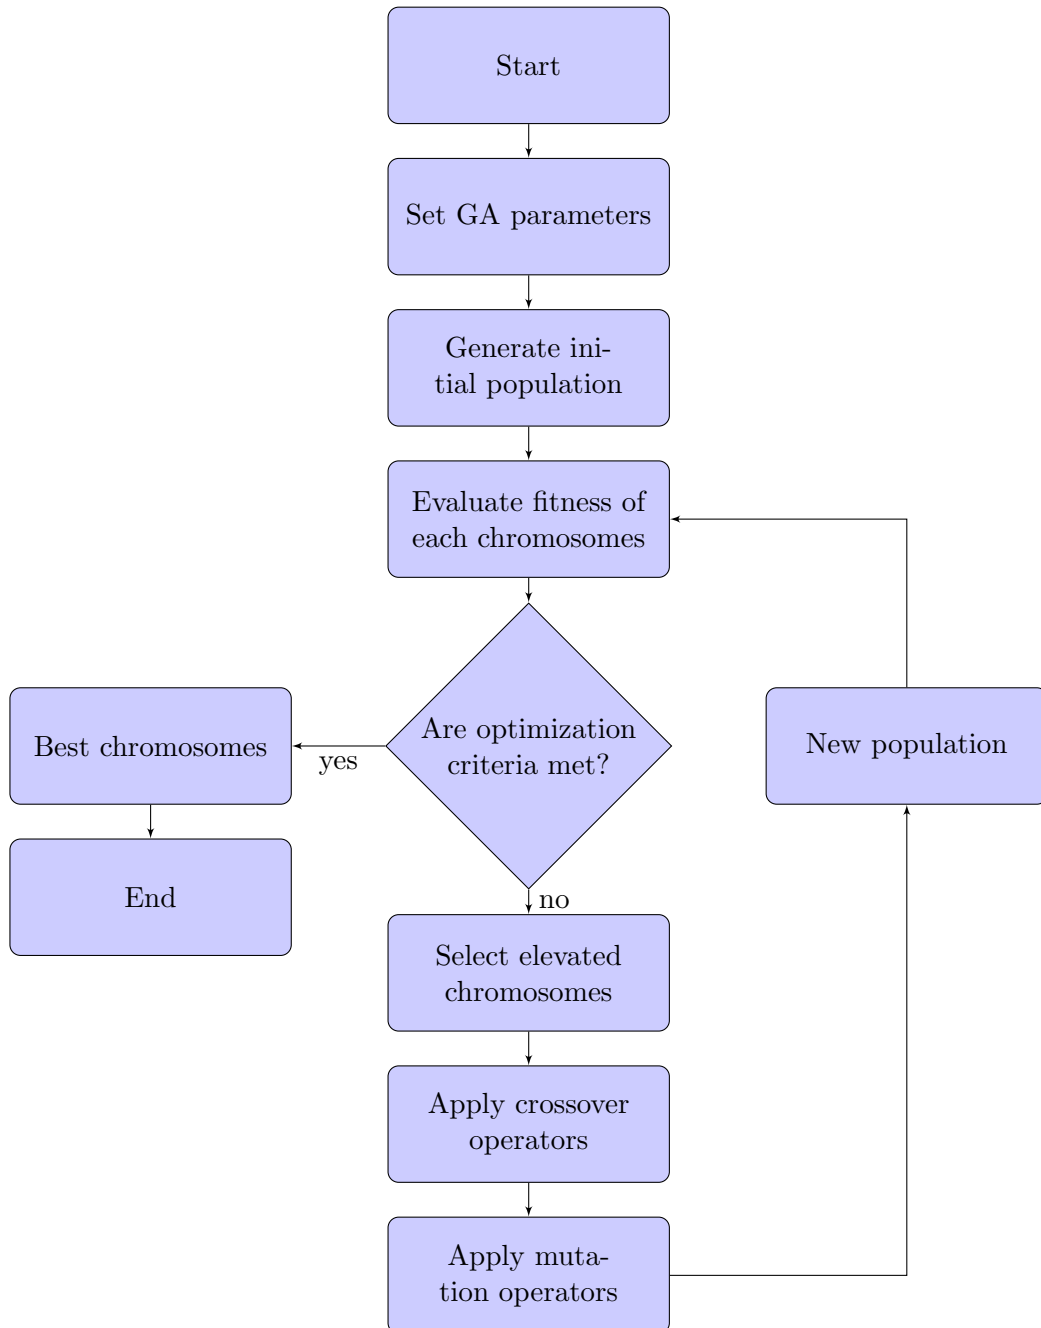 Start
Set GA parameters
Generate ini-
tial population
Evaluate fitness of
each chromosomes
Are optimization
criteria met?
yes
Best chromosomes
End
New population
no
Select elevated
chromosomes
Apply crossover
operators
Apply muta-
tion operators